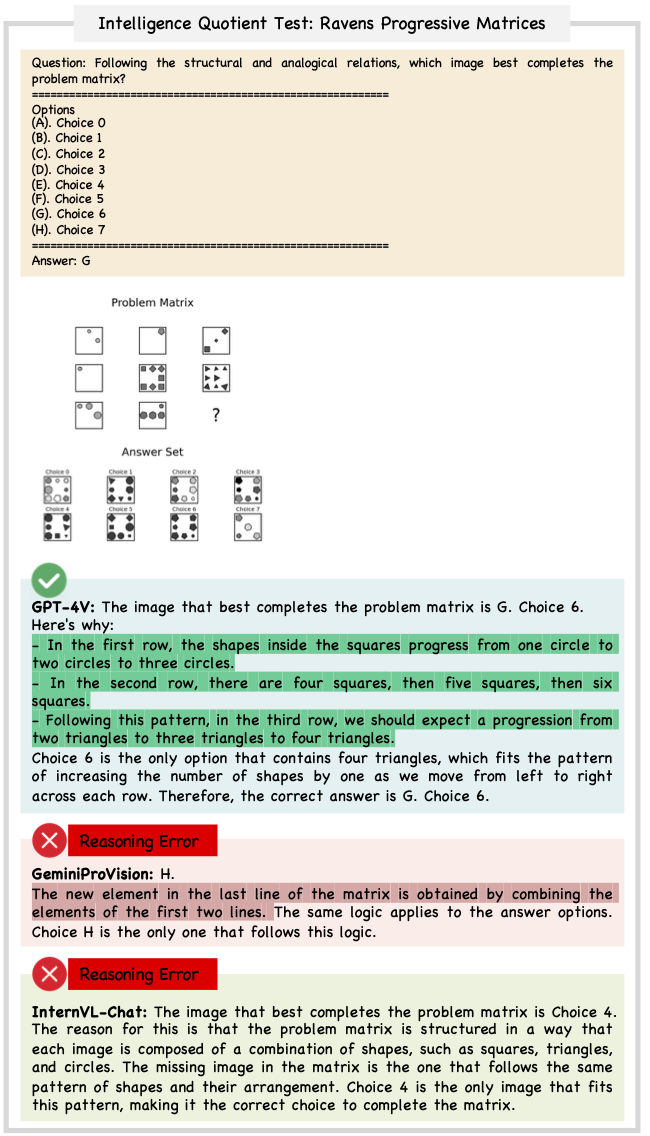 Intelligence Quotient Test: Ravens Progressive Matrices
Question: Following the structural and analogical relations, which image best completes the
problem matrix?
==========================================================
Options
(A). Choice 0
(B). Choice 1
(C). Choice 2
(D). Choice 3
(E). Choice 4
(F). Choice 5
(G). Choice 6
(H). Choice 7
==========================================================
Answer: G
Problem Matrix
?
Answer Set
Choice 0 Choice 1 Choice 2 Choice 3
Choice 4 Choice 5 Choice 6 Choice 7
GPT-4V: The image that best completes the problem matrix is G. Choice 6.
Here's why:
- In the first row, the shapes inside the squares progress from one circle to
two circles to three circles.
- In the second row, there are four squares, then five squares, then six
squares.
- Following this pattern, in the third row, we should expect a progression from
two triangles to three triangles to four triangles.
Choice 6 is the only option that contains four triangles, which fits the pattern
of increasing the number of shapes by one as we move from left to right
across each row. Therefore, the correct answer is G. Choice 6.
Reasoning Error
GeminiProVision: H.
The new element in the last line of the matrix is obtained by combining the
elements of the first two lines. The same logic applies to the answer options.
Choice H is the only one that follows this logic.
Reasoning Error
InternVL-Chat: The image that best completes the problem matrix is Choice 4.
The reason for this is that the problem matrix is structured in a way that
each image is composed of a combination of shapes, such as squares, triangles,
and circles. The missing image in the matrix is the one that follows the same
pattern of shapes and their arrangement. Choice 4 is the only image that fits
this pattern, making it the correct choice to complete the matrix.